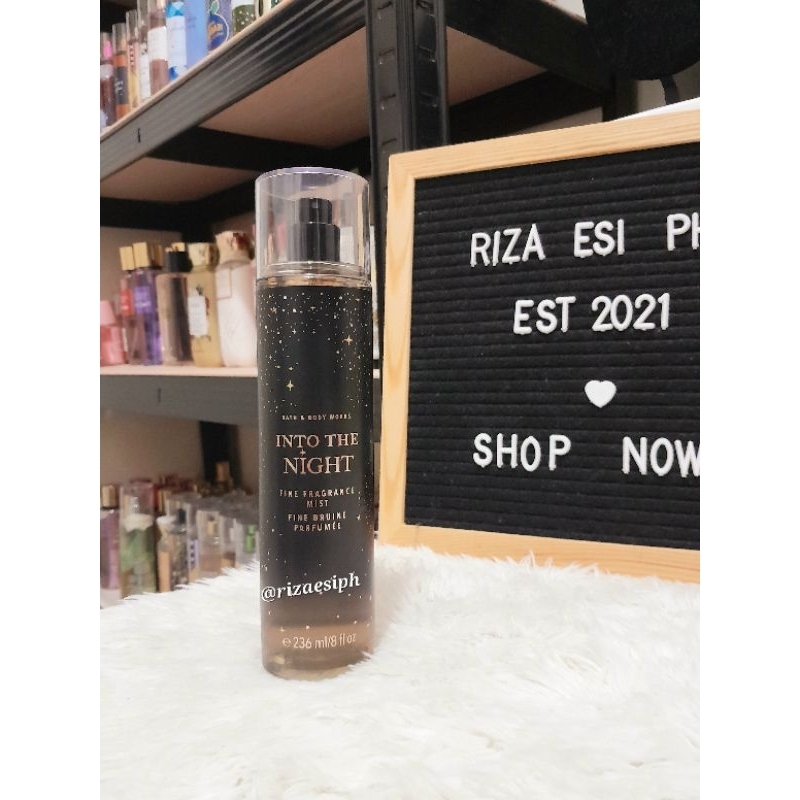 BATH & BODY WORKS
INTO THE
NIGHT
FINE FRAGRANCE
MIST
FINE BRUINE
PARFUMÉE
@rizaesiph
e 236 ml/8 fl oz
RIZA ESI PH
EST 2021
SHOP NOW